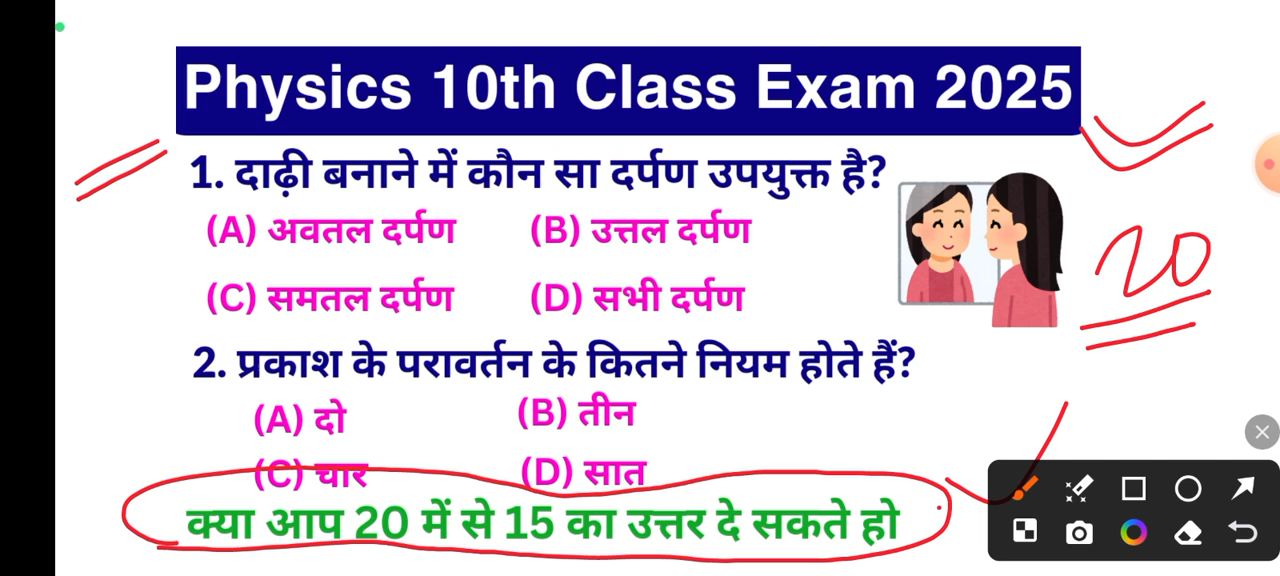 Physics 10th Class Exam 2025
1. दाढ़ी बनाने में कौन सा दर्पण उपयुक्त है?
(A) अवतल दर्पण (B) उत्तल दर्पण
(C) समतल दर्पण (D) सभी दर्पण
20
2. प्रकाश के परावर्तन के कितने नियम होते हैं?
(A) दो (B) तीन
(C) चार (D) सात
क्या आप 20 में से 15 का उत्तर दे सकते हो